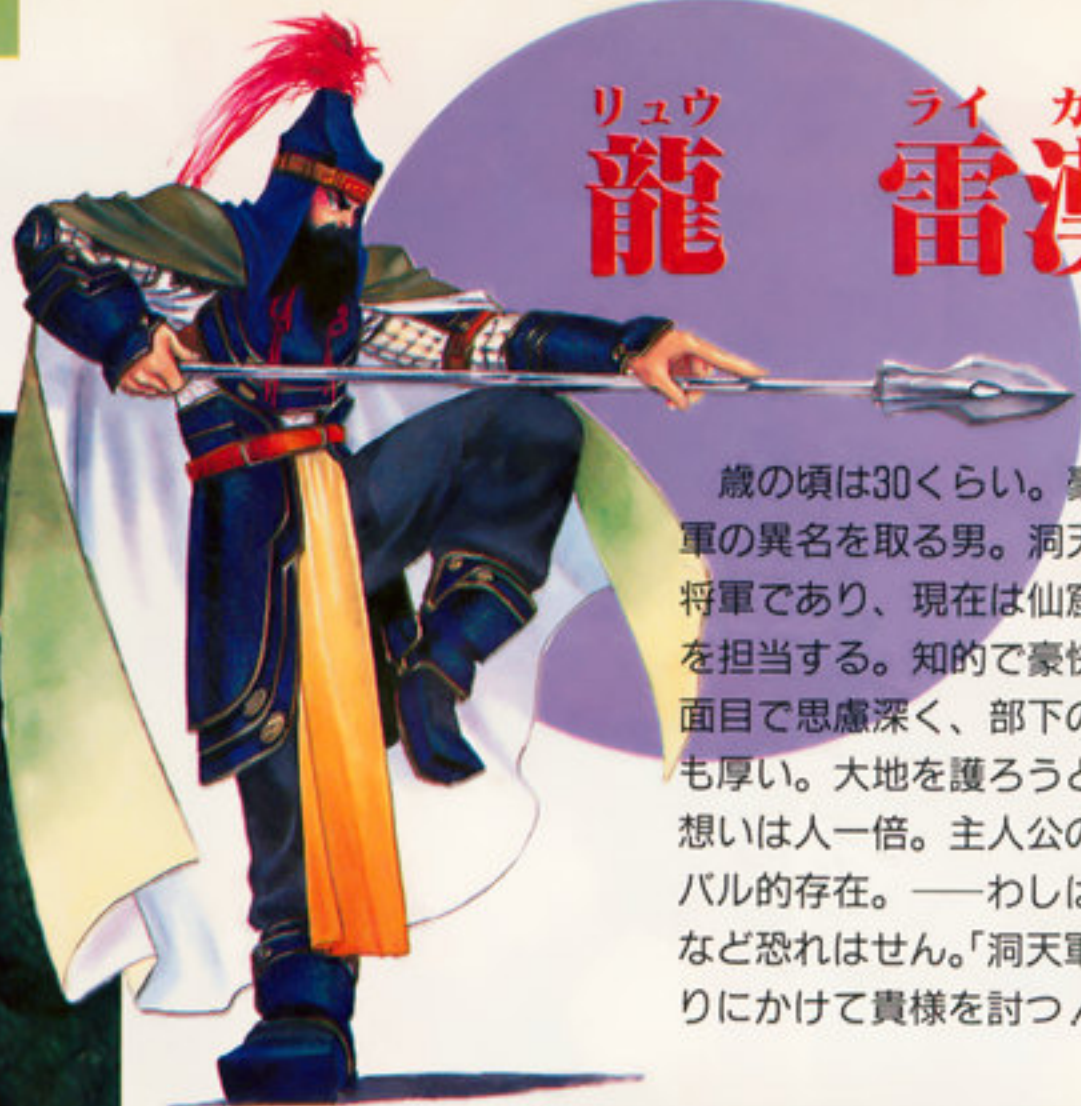 リュウ ライ
龍 雷
歳の頃は30くらい。
軍の異名を取る男。洞天
将軍であり、現在は仙窟
を担当する。知的で豪快
面目で思慮深く、部下の
も厚い。大地を護ろうと
想いは人一倍。主人公の
バル的存在。――わしは
など恐れはせん。「洞天軍
りにかけて貴様を討つ!